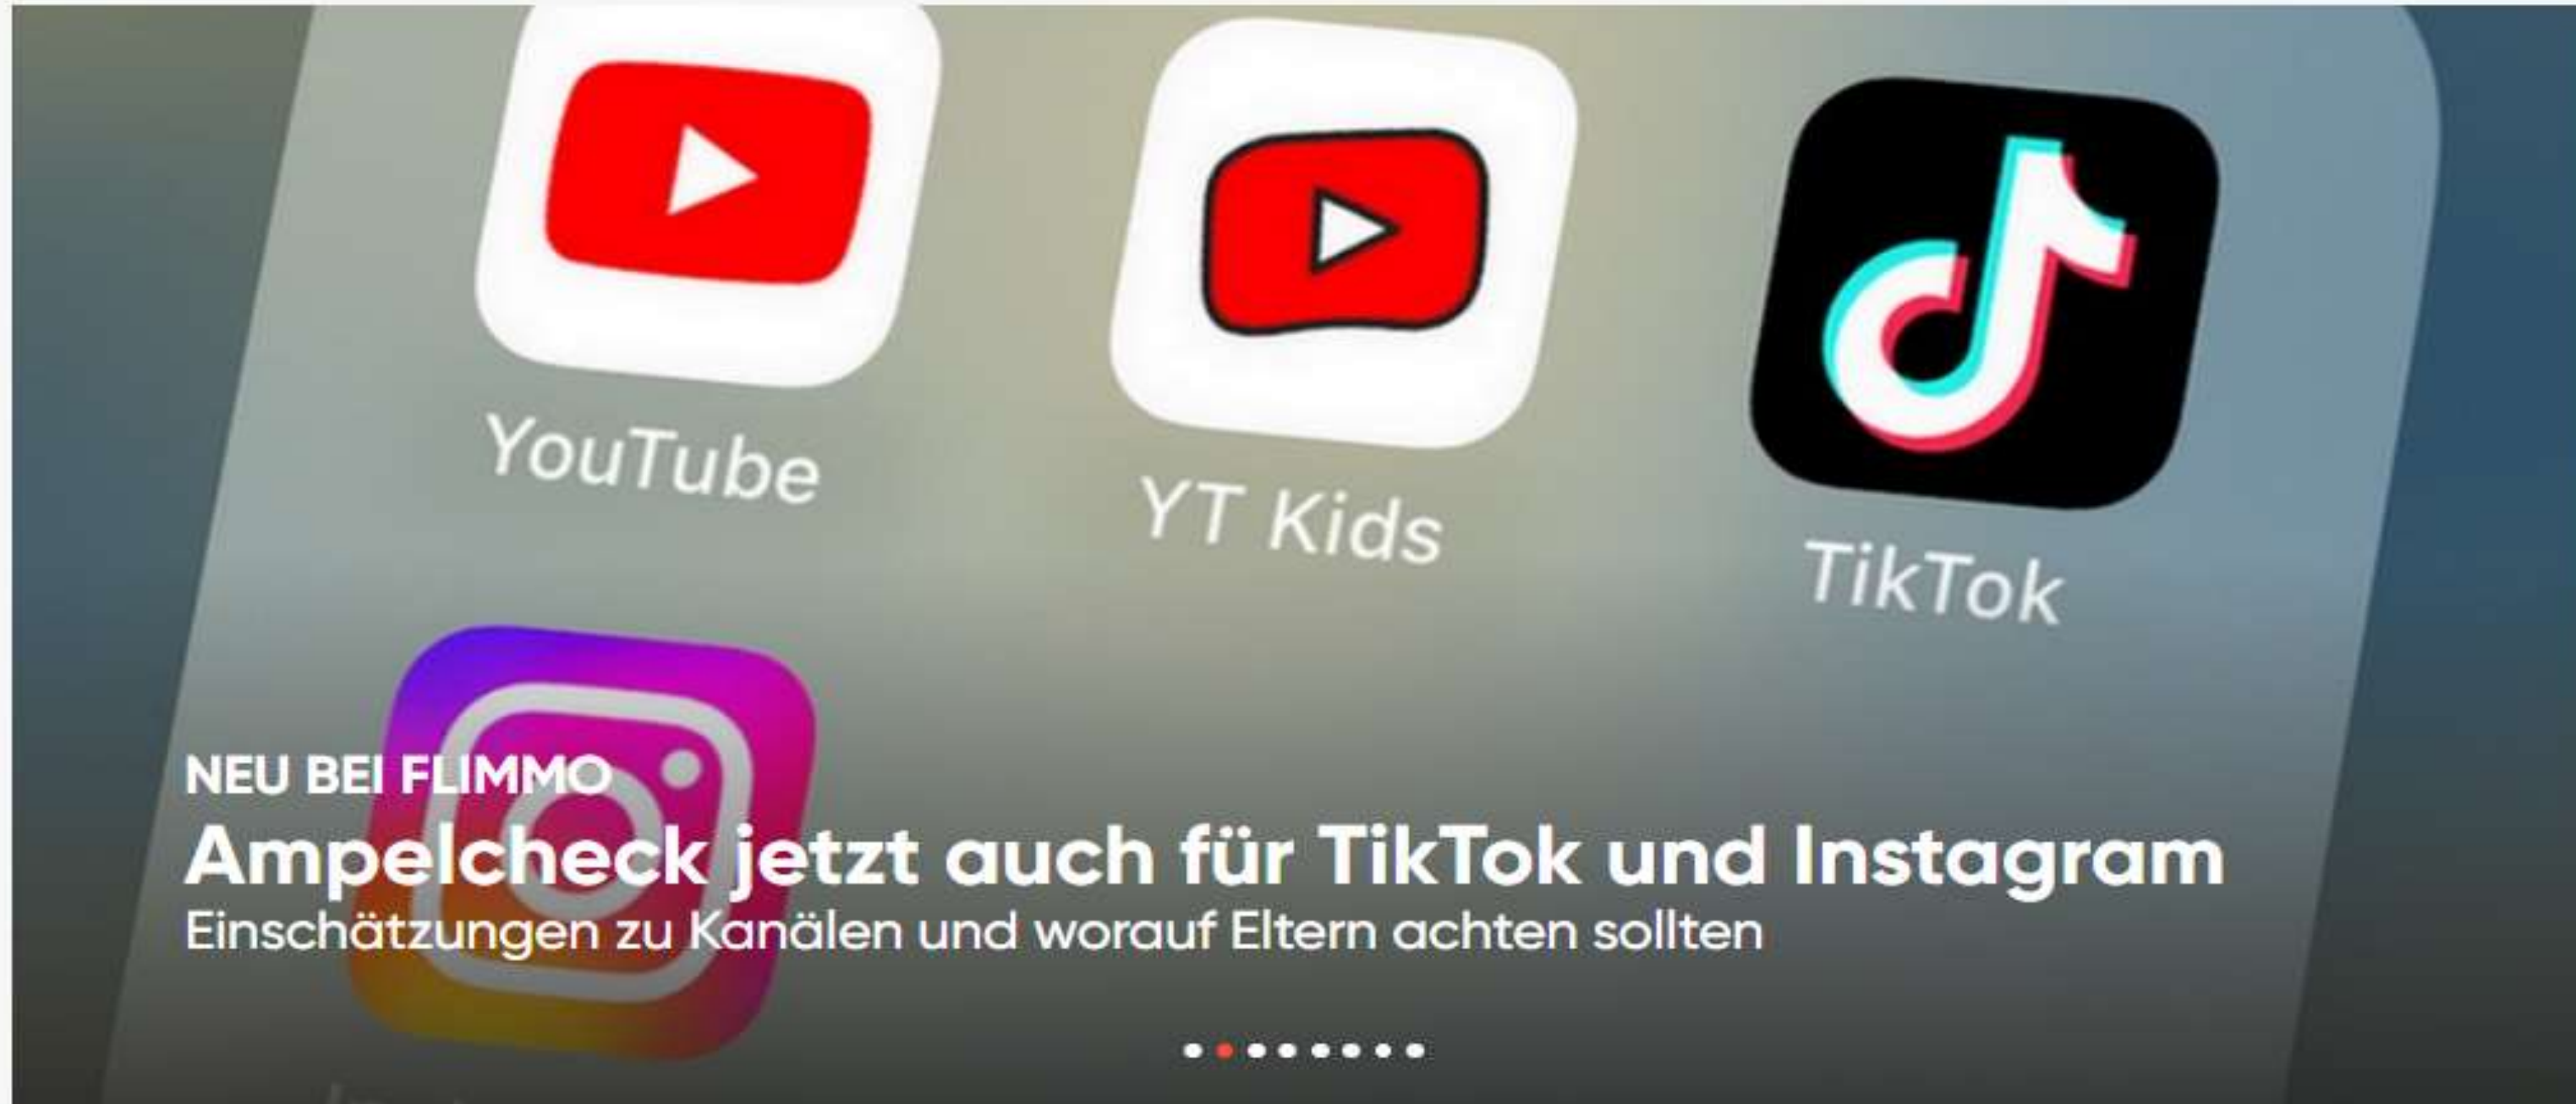 YouTube
YT Kids
TikTok
NEU BEI FLIMMO
Ampelcheck jetzt auch für TikTok und Instagram
Einschätzungen zu Kanälen und worauf Eltern achten sollten